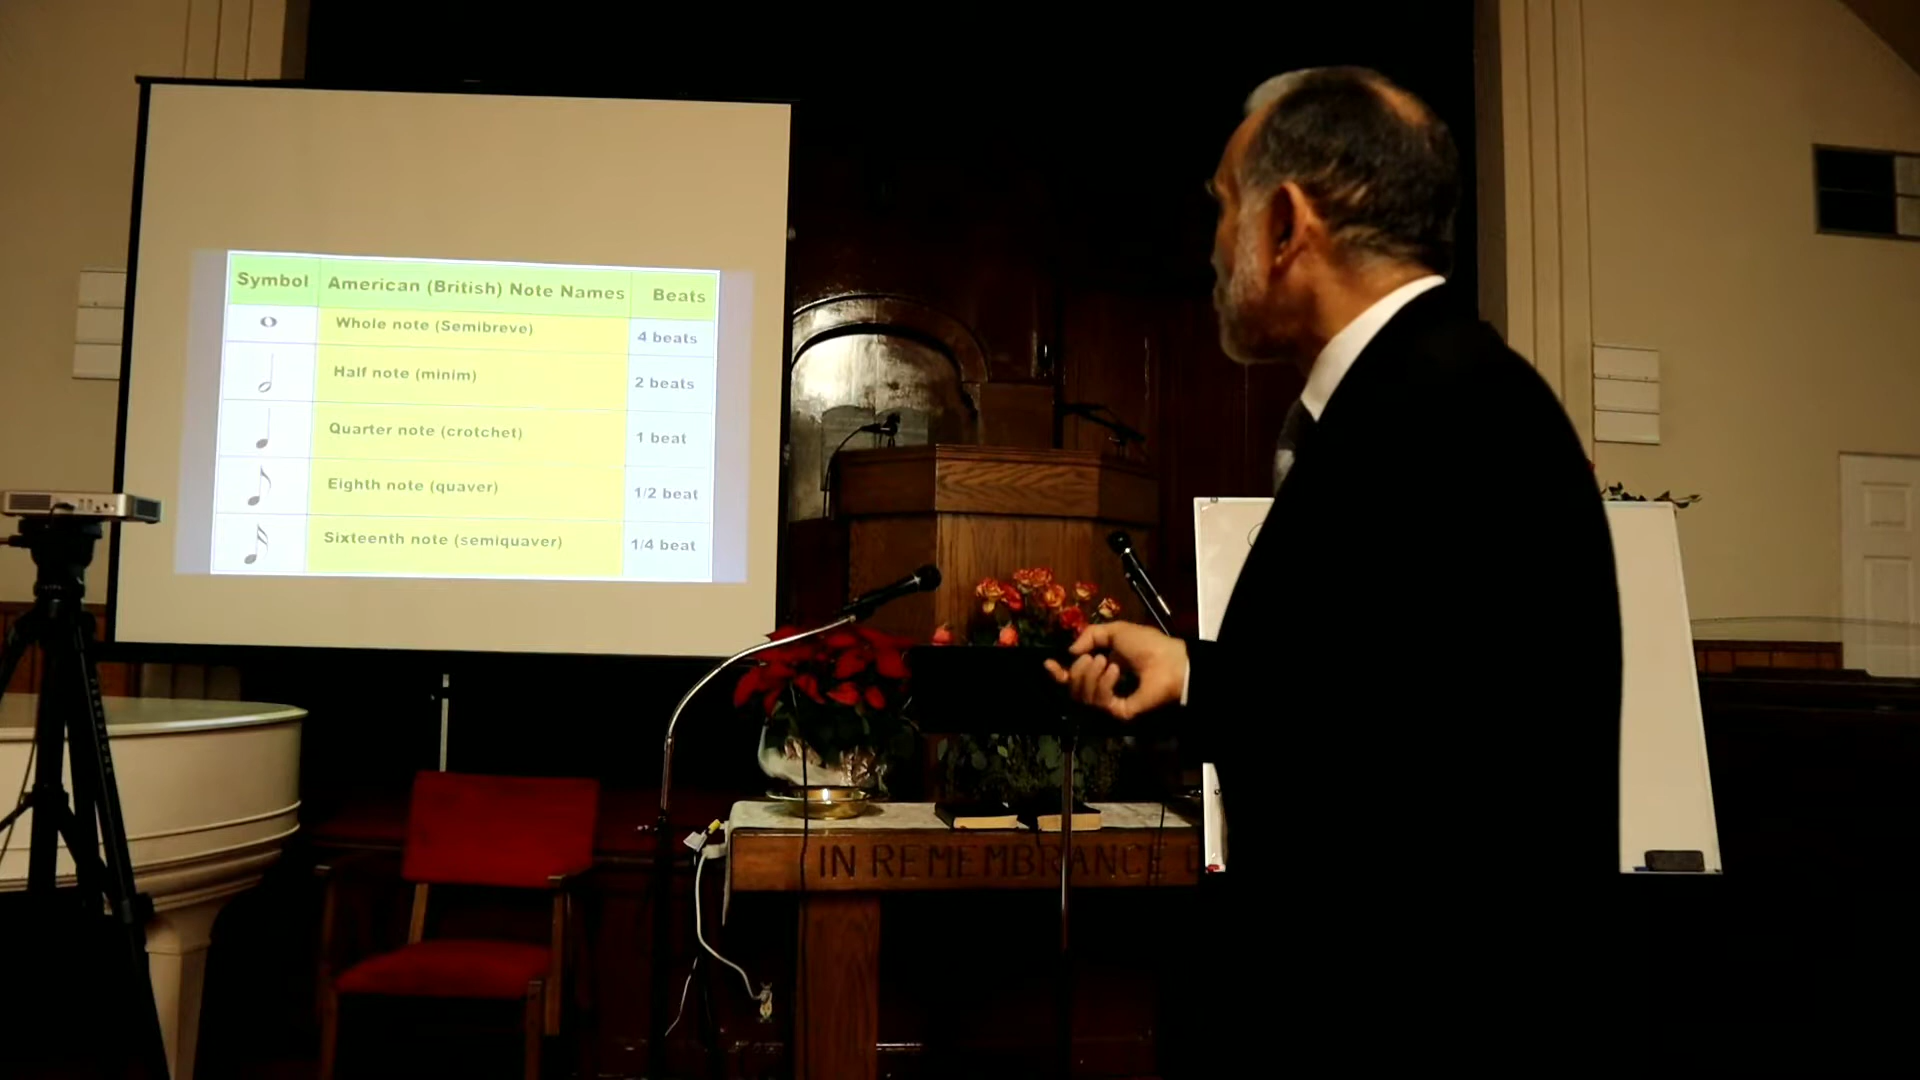 Symbol American (British) Note Names Beats
Whole note (Semibreve) 4 beats
Half note (minim) 2 beats
Quarter note (crotchet) 1 beat
Eighth note (quaver) 1/2 beat
Sixteenth note (semiquaver) 1/4 beat
IN REMEMBRANCE